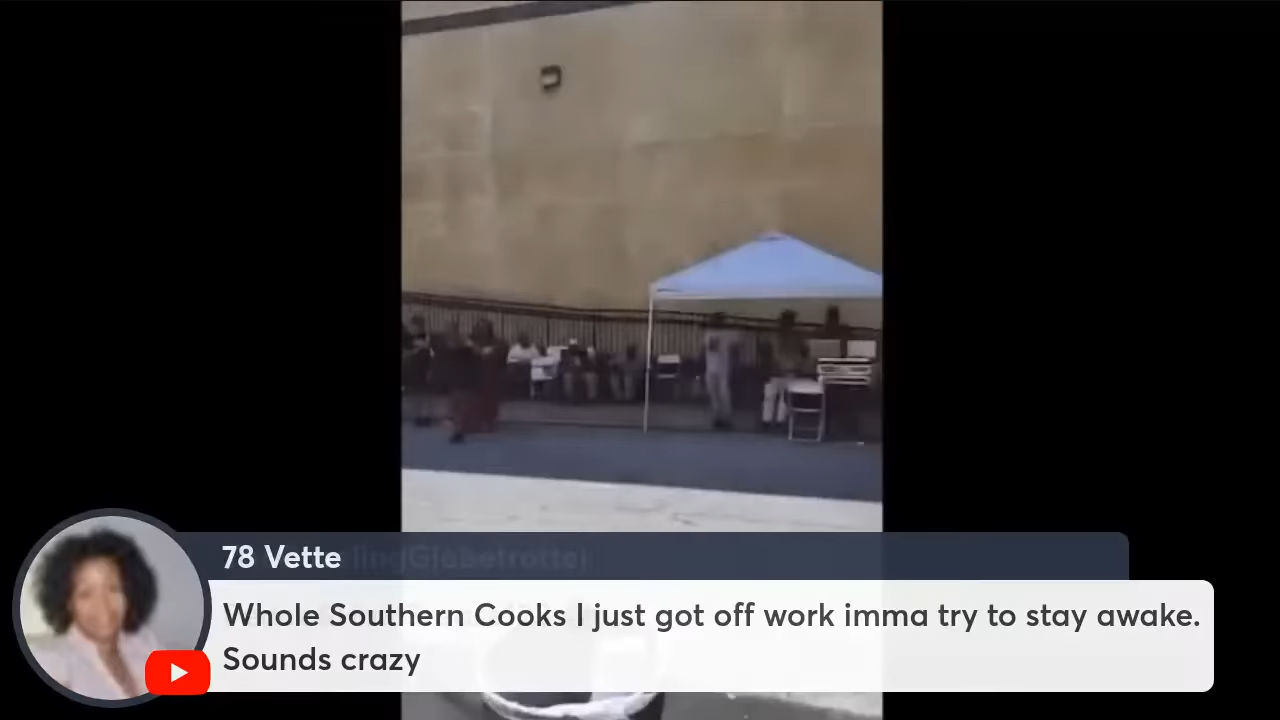 78 Vette
Whole Southern Cooks I just got off work imma try to stay awake.
Sounds crazy